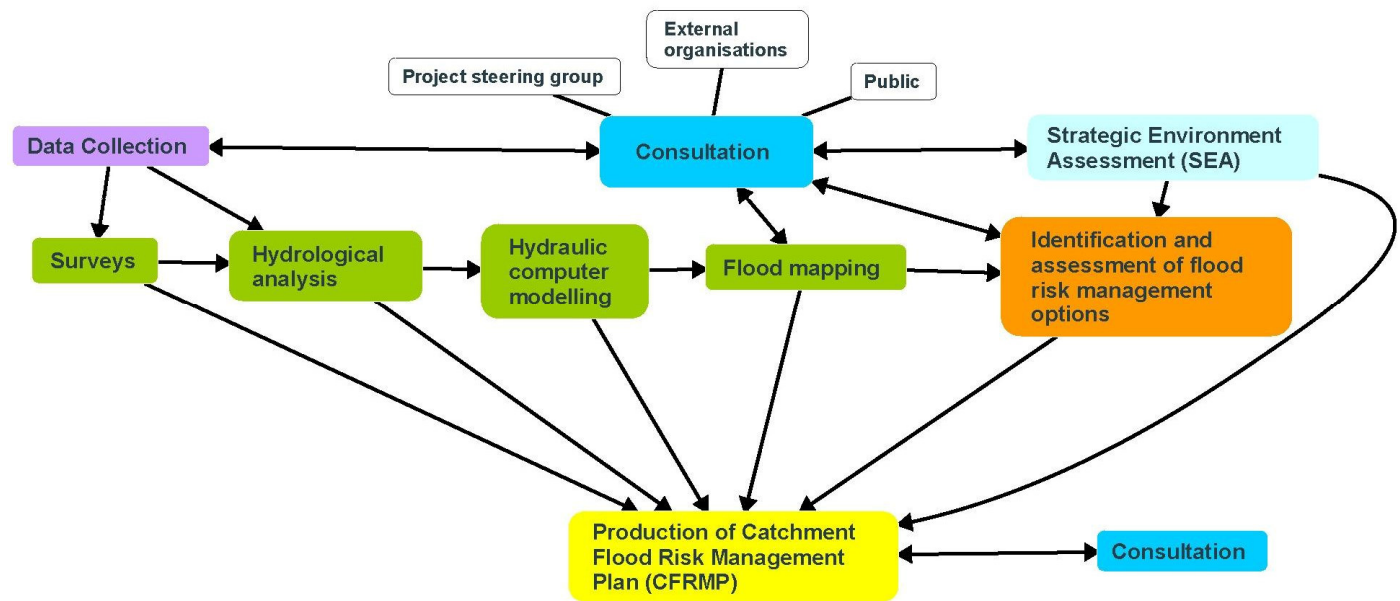 External
organisations
Project steering group
Public
Data Collection
Consultation
Strategic Environment
Assessment (SEA)
Surveys
Hydrological
analysis
Hydraulic
computer
modelling
Flood mapping
Identification and
assessment of flood
risk management
options
Production of Catchment
Flood Risk Management
Plan (CFRMP)
Consultation